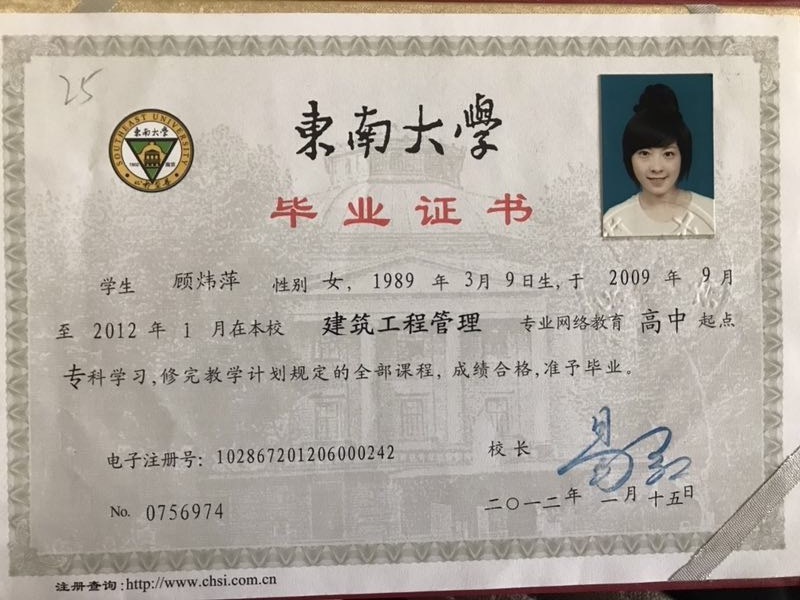 25
SOUTHEAST UNIVERSITY
東南大學
1902 南京
東南大學
毕业证书
学生 顾炜萍 性别 女, 1989 年 3月 9日生,于 2009 年 9月
至 2012 年 1 月在本校 建筑工程管理 专业网络教育 高中 起点
专科学习,修完教学计划规定的全部课程, 成绩合格,准予毕业。
电子注册号: 102867201206000242
校长
No. 0756974
二〇一二年 一月 十五日
注册查询:http://www.chsi.com.cn